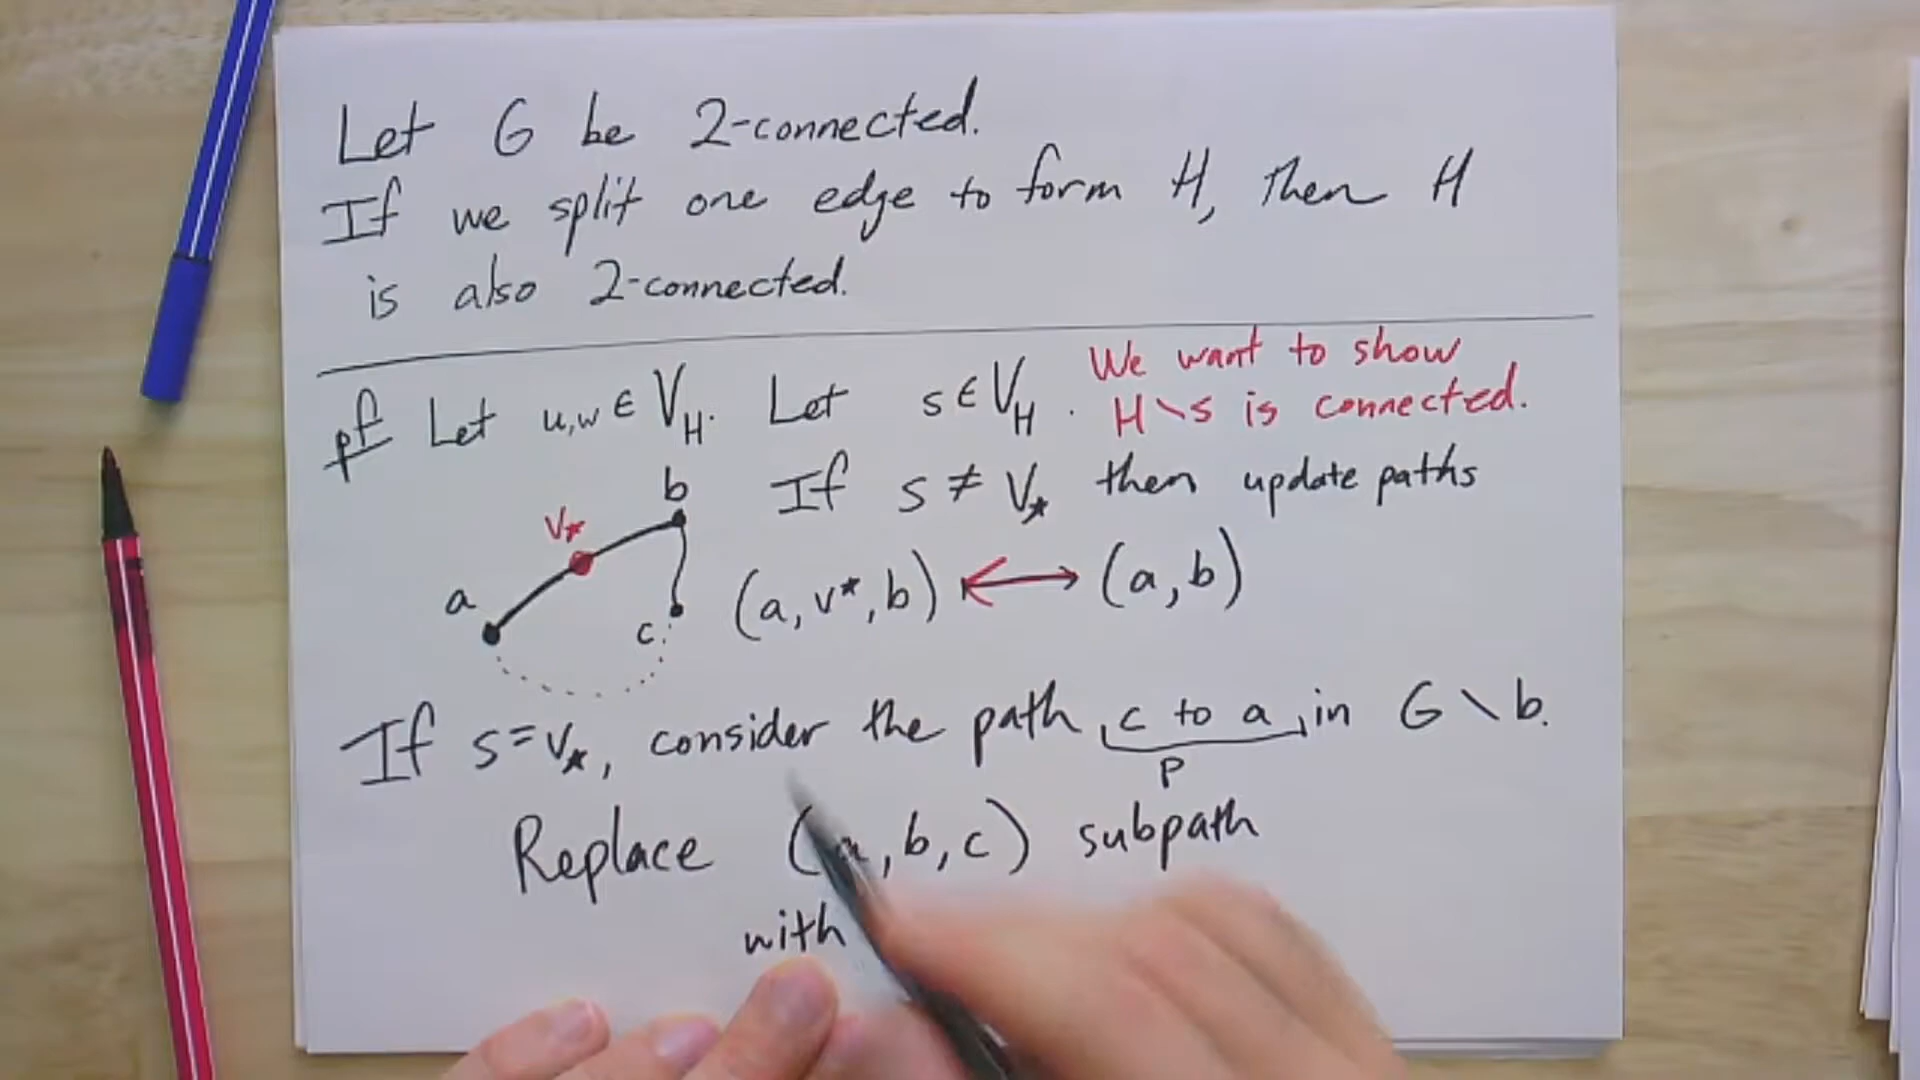 Let G be 2-connected.
If we split one edge to form H, then H
is also 2-connected.
pf Let u,w ∈ V_H. Let s ∈ V_H.
We want to show
H∖s is connected.
If s ≠ V⋆ then update paths
b
V⋆
a
c
(a, v*, b) ↔ (a, b)
If s = V⋆, consider the path c to a in G∖b.
P
Replace (a, b, c) subpath
with